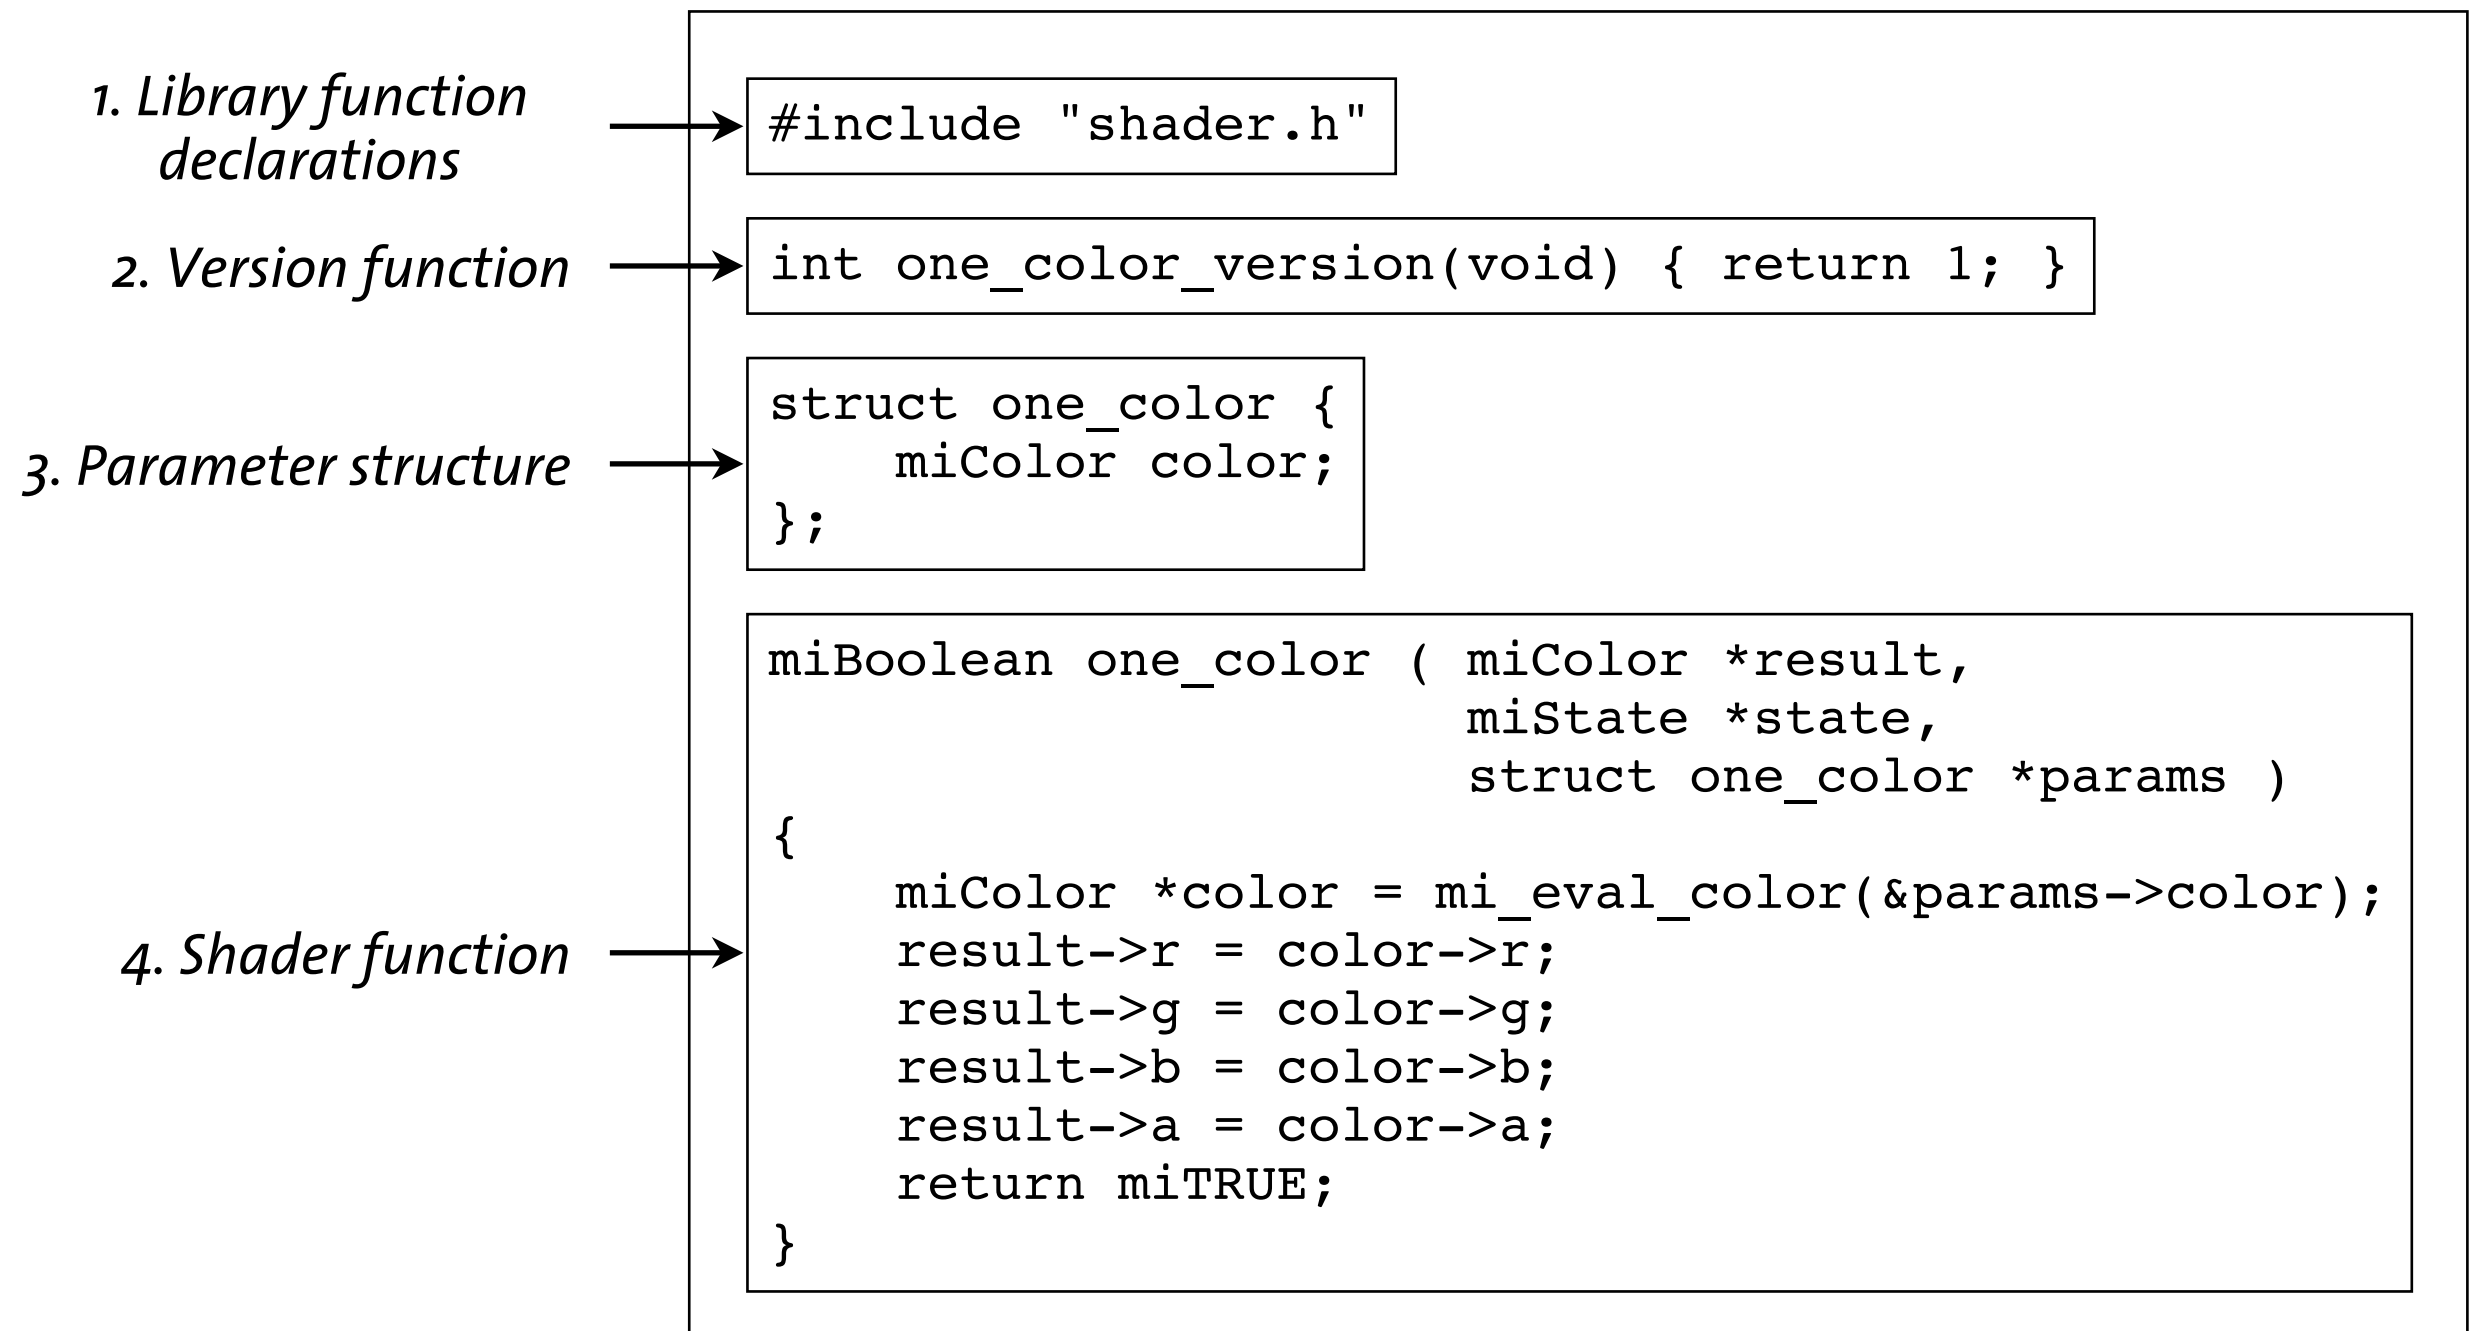 1. Library function
declarations
#include "shader.h"
2. Version function
int one_color_version(void) { return 1; }
3. Parameter structure
struct one_color {
    miColor color;
};
4. Shader function
miBoolean one_color ( miColor *result,
                      miState *state,
                      struct one_color *params )
{
    miColor *color = mi_eval_color(&params->color);
    result->r = color->r;
    result->g = color->g;
    result->b = color->b;
    result->a = color->a;
    return miTRUE;
}